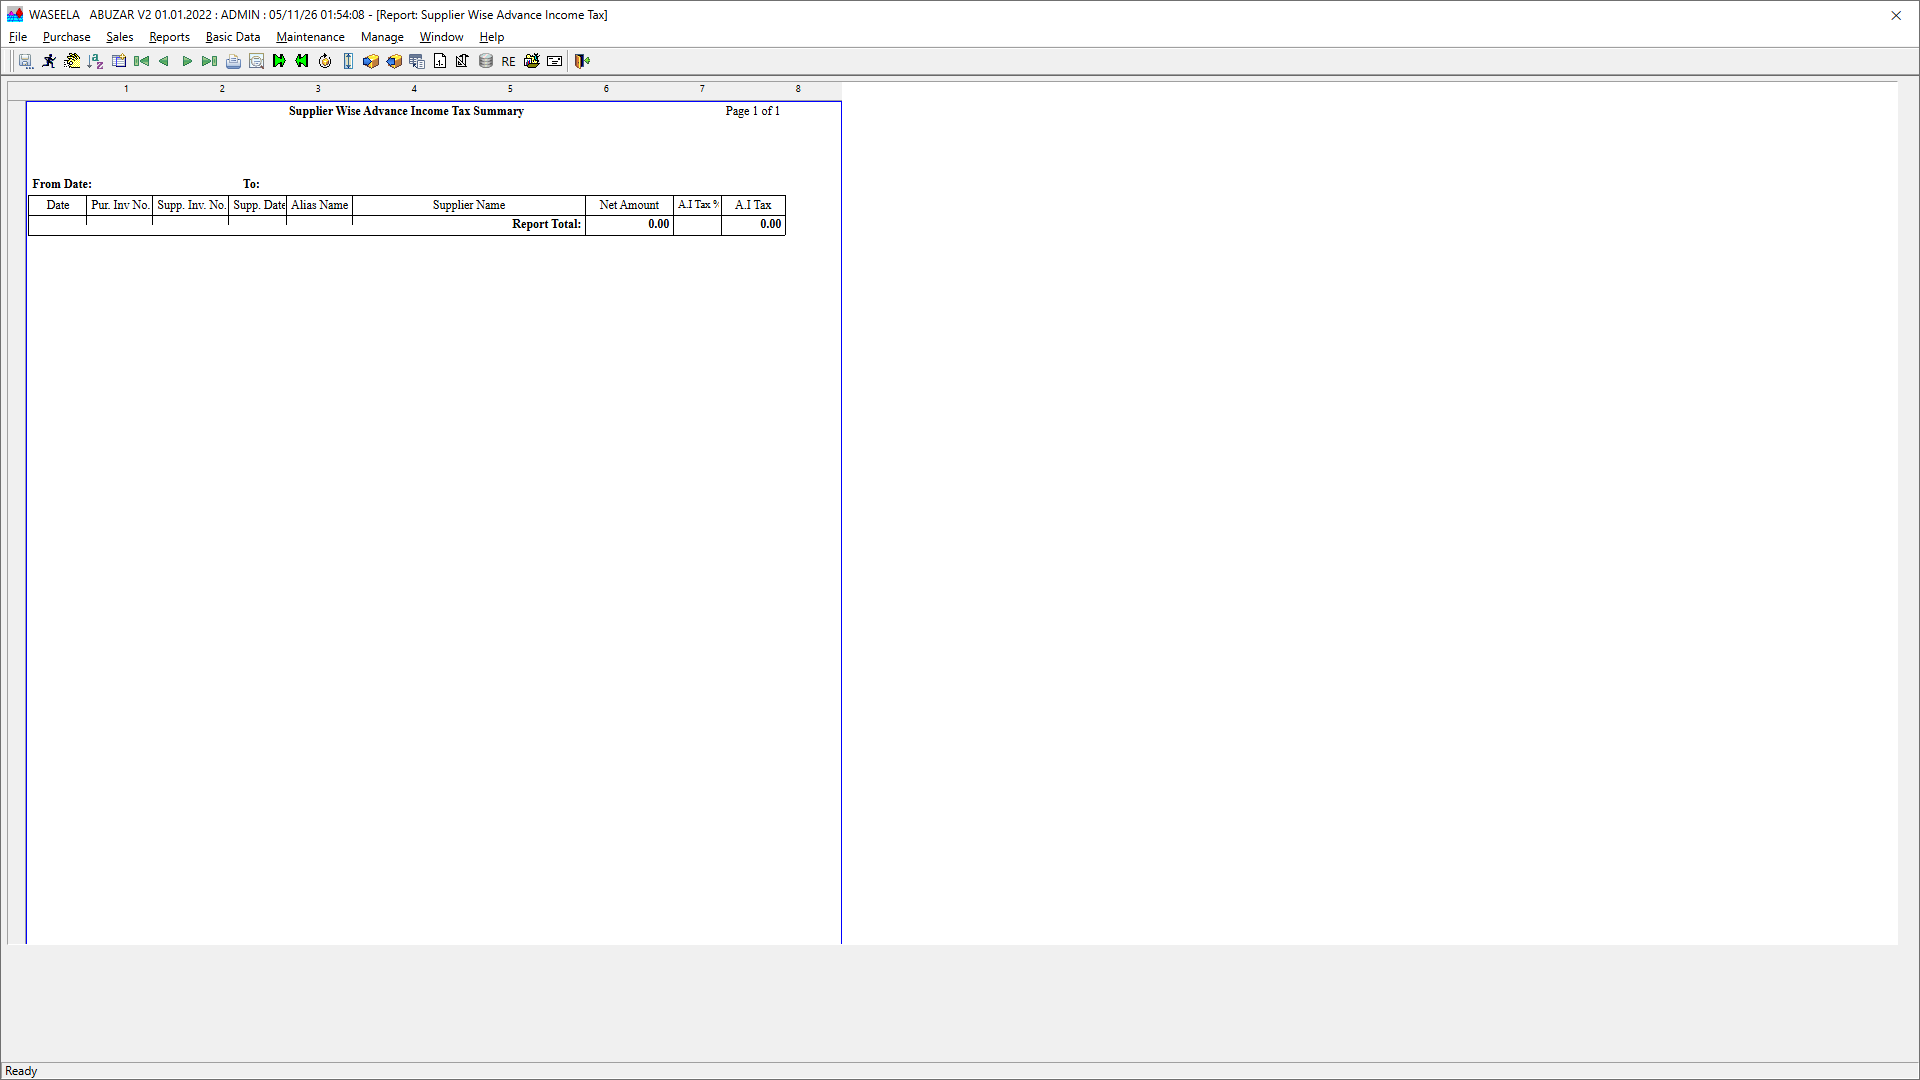 WASEELA   ABUZAR V2 01.01.2022 : ADMIN : 05/11/26 01:54:08 - [Report: Supplier Wise Advance Income Tax]
File Purchase Sales Reports Basic Data Maintenance Manage Window Help
RE
1 2 3 4 5 6 7 8
Supplier Wise Advance Income Tax Summary Page 1 of 1
From Date: To:
Date Pur. Inv No. Supp. Inv. No. Supp. Date Alias Name Supplier Name Net Amount A.I Tax % A.I Tax
Report Total: 0.00 0.00
Ready